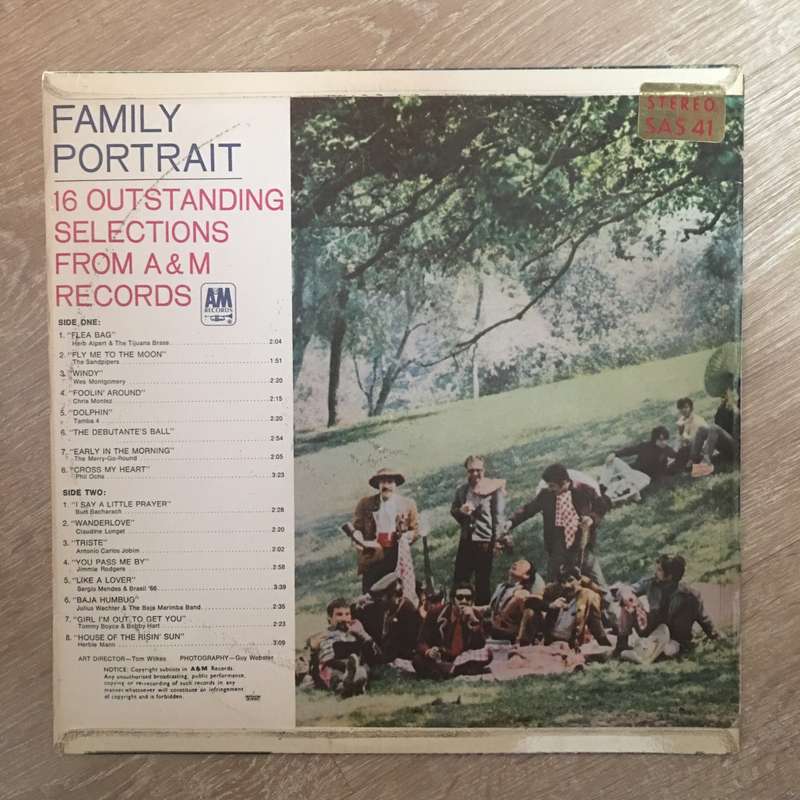 FAMILY
PORTRAIT
16 OUTSTANDING
SELECTIONS
FROM A & M
RECORDS
A&M
RECORDS
STEREO
SAS 41
SIDE ONE:
1. "FLEA BAG"
Herb Alpert & The Tijuana Brass 2:04
2. "FLY ME TO THE MOON"
The Sandpipers 1:51
3. "WINDY"
Wes Montgomery 2:20
4. "FOOLIN' AROUND"
Chris Montez 2:15
5. "DOLPHIN"
Tamba 4 2:20
6. "THE DEBUTANTE'S BALL"
2:54
7. "EARLY IN THE MORNING"
The Merry-Go-Round 2:05
8. "CROSS MY HEART"
Phil Ochs 3:23
SIDE TWO:
1. "I SAY A LITTLE PRAYER"
Burt Bacharach 2:28
2. "WANDERLOVE"
Claudine Longet 2:20
3. "TRISTE"
Antonio Carlos Jobim 2:02
4. "YOU PASS ME BY"
Jimmie Rodgers 2:58
5. "LIKE A LOVER"
Sergio Mendes & Brasil '66 3:39
6. "BAJA HUMBUG"
Julius Wechter & The Baja Marimba Band 2:35
7. "GIRL I'M OUT TO GET YOU"
Tommy Boyce & Bobby Hart 2:23
8. "HOUSE OF THE RISIN' SUN"
Herbie Mann 3:09
ART DIRECTOR—Tom Wilkes PHOTOGRAPHY—Guy Webster
NOTICE: Copyright subsists in A&M Records.
Any unauthorised broadcasting, public performance,
copying or re-recording of such records in any
manner whatsoever will constitute an infringement
of copyright and is forbidden.